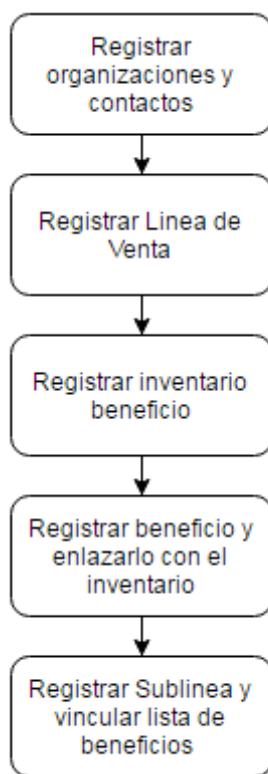 Registrar
organizaciones y
contactos
Registrar Linea de
Venta
Registrar inventario
beneficio
Registrar beneficio y
enlazarlo con el
inventario
Registrar Sublinea y
vincular lista de
beneficios